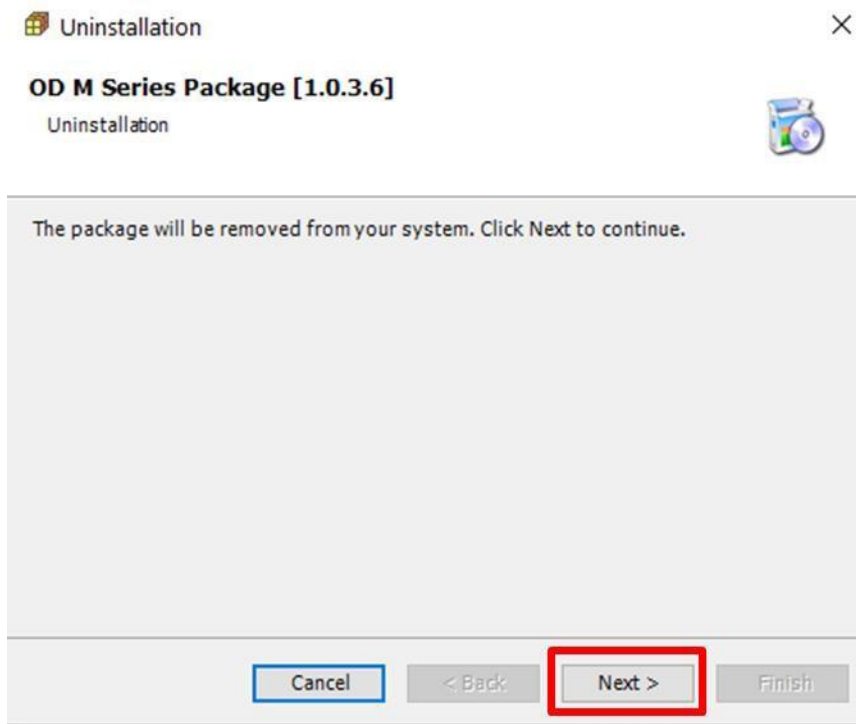 Uninstallation
OD M Series Package [1.0.3.6]
Uninstallation
The package will be removed from your system. Click Next to continue.
Cancel < Back Next > Finish